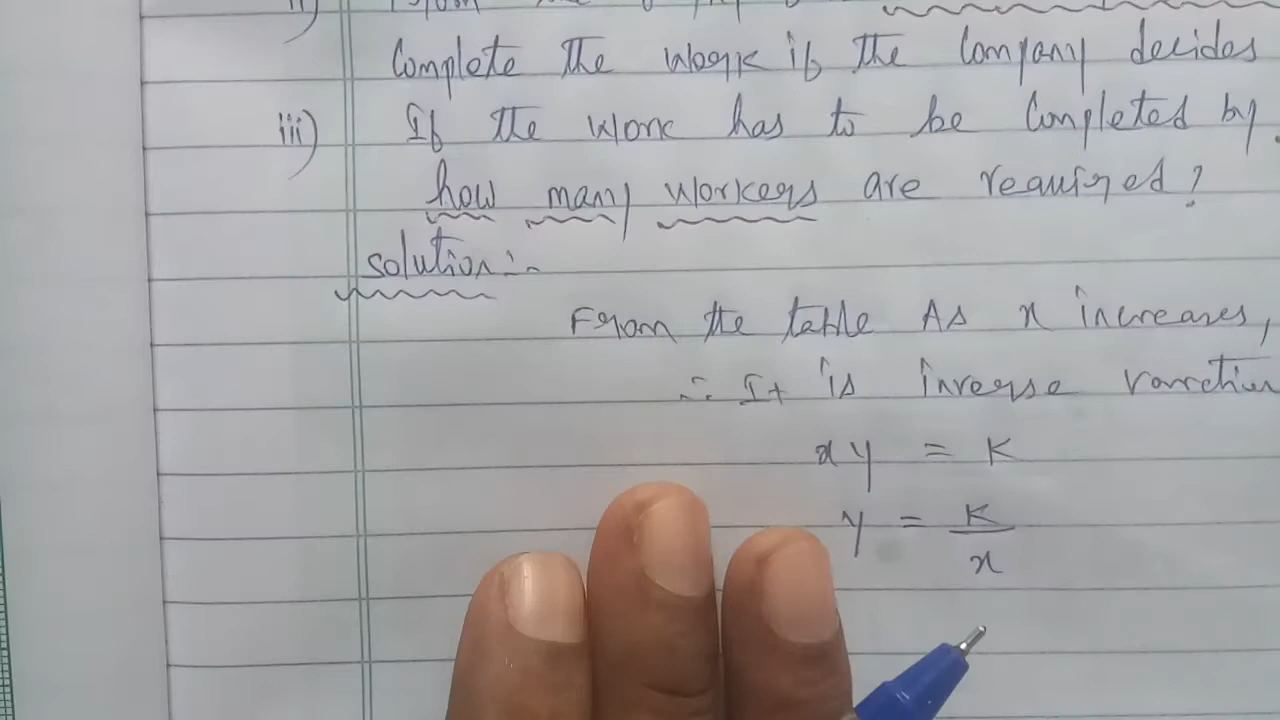 Complete the work if the Company decides
iii) If the work has to be Completed by
how many workers are required?
Solution:-
From the table As x increases,
∴ It is inverse
xy = K
y = K
x